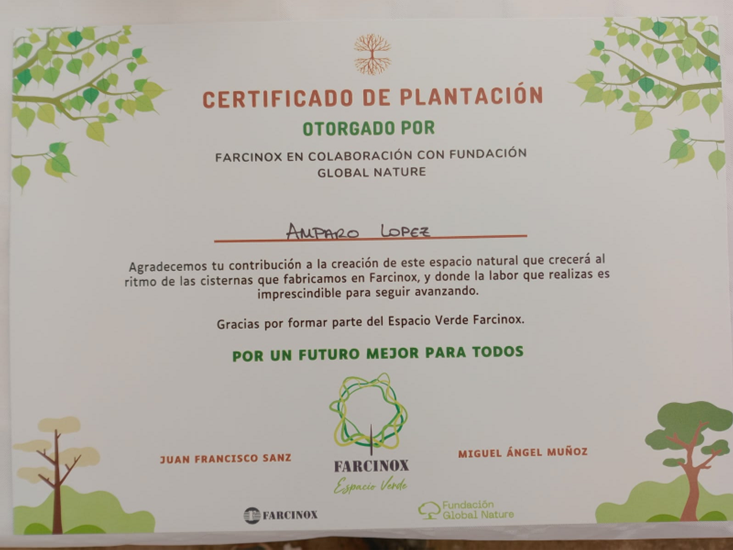 CERTIFICADO DE PLANTACIÓN
OTORGADO POR
FARCINOX EN COLABORACIÓN CON FUNDACIÓN
GLOBAL NATURE
AMPARO LOPEZ
Agradecemos tu contribución a la creación de este espacio natural que crecerá al
ritmo de las cisternas que fabricamos en Farcinox, y donde la labor que realizas es
imprescindible para seguir avanzando.
Gracias por formar parte del Espacio Verde Farcinox.
POR UN FUTURO MEJOR PARA TODOS
JUAN FRANCISCO SANZ
FARCINOX
Espacio Verde
MIGUEL ÁNGEL MUÑOZ
FARCINOX
Fundación
Global Nature